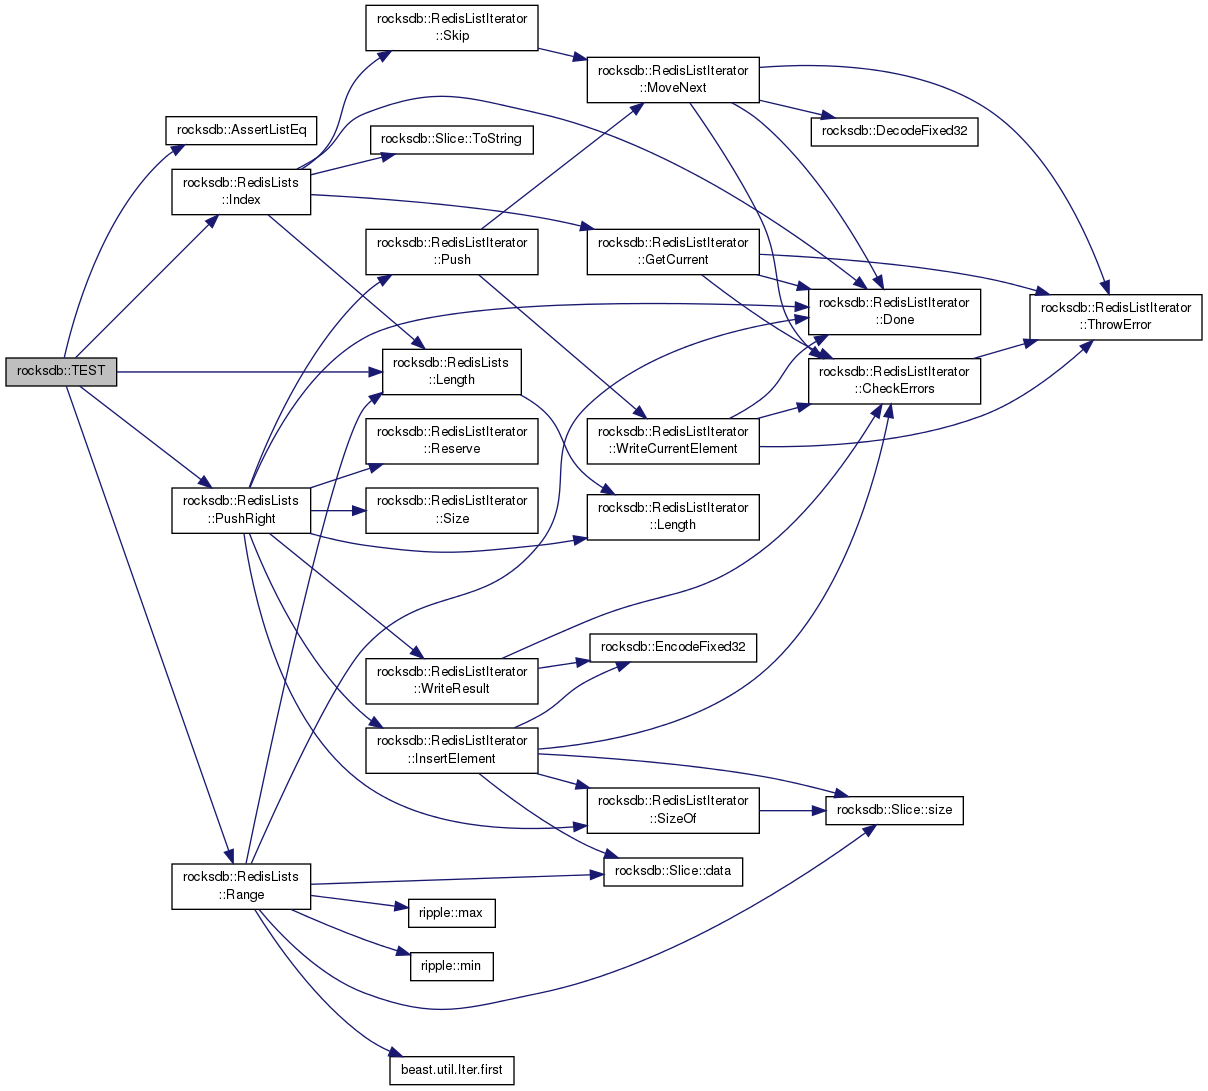 rocksdb::RedisListIterator
::Skip
rocksdb::RedisListIterator
::MoveNext
rocksdb::AssertListEq
rocksdb::Slice::ToString
rocksdb::DecodeFixed32
rocksdb::RedisLists
::Index
rocksdb::RedisListIterator
::Push
rocksdb::RedisListIterator
::GetCurrent
rocksdb::RedisListIterator
::Done
rocksdb::RedisListIterator
::ThrowError
rocksdb::TEST
rocksdb::RedisLists
::Length
rocksdb::RedisListIterator
::CheckErrors
rocksdb::RedisListIterator
::Reserve
rocksdb::RedisListIterator
::WriteCurrentElement
rocksdb::RedisLists
::PushRight
rocksdb::RedisListIterator
::Size
rocksdb::RedisListIterator
::Length
rocksdb::EncodeFixed32
rocksdb::RedisListIterator
::WriteResult
rocksdb::RedisListIterator
::InsertElement
rocksdb::RedisListIterator
::SizeOf
rocksdb::Slice::size
rocksdb::RedisLists
::Range
rocksdb::Slice::data
ripple::max
ripple::min
beast.util.Iter.first